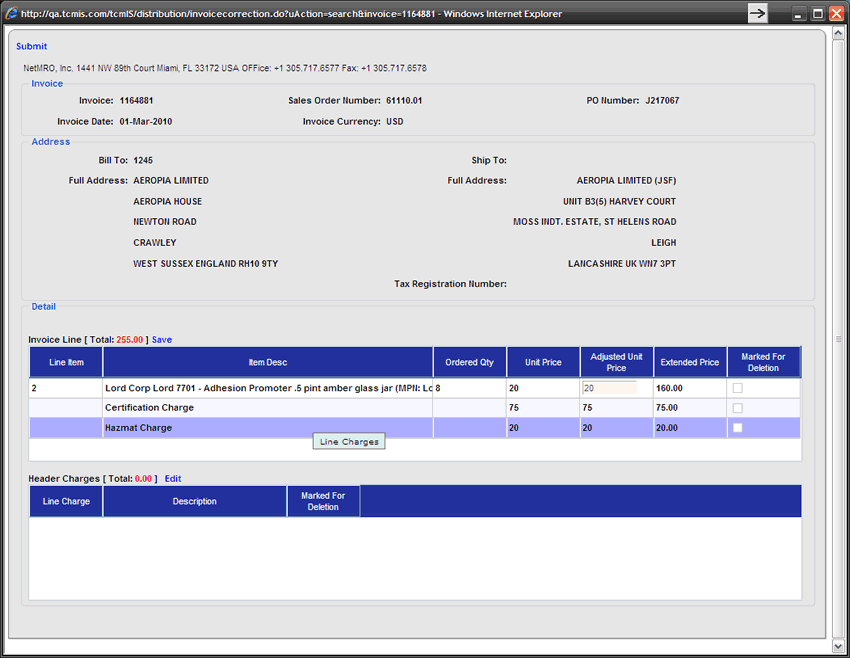 http://qa.tcmis.com/tcmIS/distribution/invoicecorrection.do?uAction=search&invoice=1164881 - Windows Internet Explorer
Submit
NetMRO, Inc. 1441 NW 89th Court Miami, FL 33172 USA OFFice: +1 305.717.6577 Fax: +1 305.717.6578
Invoice
Invoice: 1164881 Sales Order Number: 61110.01 PO Number: J217067
Invoice Date: 01-Mar-2010 Invoice Currency: USD
Address
Bill To: 1245 Ship To:
Full Address: AEROPIA LIMITED Full Address: AEROPIA LIMITED (JSF)
AEROPIA HOUSE UNIT B3(5) HARVEY COURT
NEWTON ROAD MOSS INDT. ESTATE, ST HELENS ROAD
CRAWLEY LEIGH
WEST SUSSEX ENGLAND RH10 9TY LANCASHIRE UK WN7 3PT
Tax Registration Number:
Detail
Invoice Line [ Total: 255.00 ] Save
Line Item Item Desc Ordered Qty Unit Price Adjusted Unit Price Extended Price Marked For Deletion
2 Lord Corp Lord 7701 - Adhesion Promoter .5 pint amber glass jar (MPN: Lo 8 20 20 160.00
Certification Charge 75 75 75.00
Hazmat Charge 20 20 20.00
Line Charges
Header Charges [ Total: 0.00 ] Edit
Line Charge Description Marked For Deletion